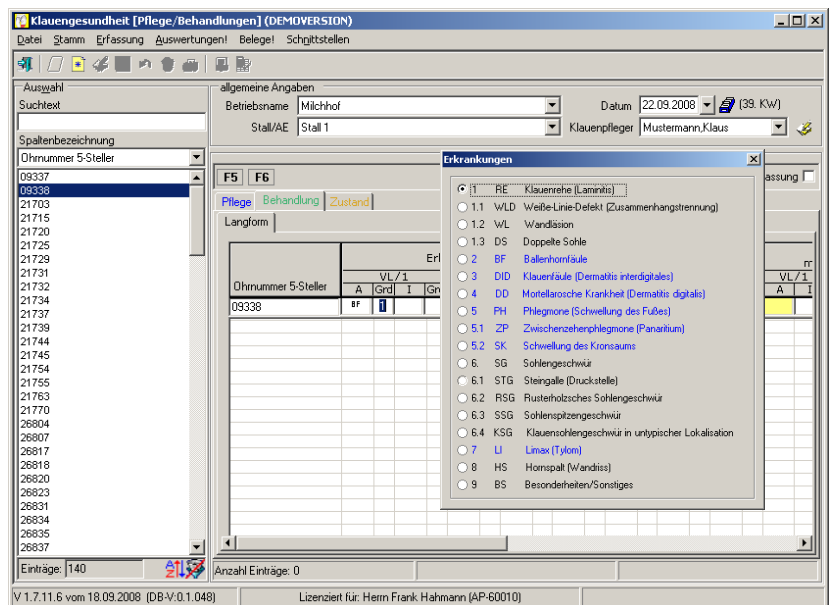 Klauengesundheit [Pflege/Behandlungen] (DEMOVERSION)
Datei Stamm Erfassung Auswertungen! Belege! Schnittstellen
Auswahl
Suchtext
Spaltenbezeichnung
Ohrnummer 5-Steller
09337
09338
21703
21715
21720
21725
21729
21731
21732
21734
21737
21739
21744
21745
21754
21755
21763
21770
26804
26807
26817
26818
26820
26823
26831
26834
26835
26837
Einträge: 140
allgemeine Angaben
Betriebsname Milchhof Datum 22.09.2008 (39. KW)
Stall/AE Stall 1 Klauenpfleger Mustermann,Klaus
F5 F6 assung
Pflege Behandlung Zustand
Langform
Erl
VL/1 VL/1
Ohrnummer 5-Steller A Grd I A I
09338 BF 1
Anzahl Einträge: 0
Erkrankungen
1 RE Klauenrehe (Laminitis)
1.1 WLD Weiße-Linie-Defekt (Zusammenhangstrennung)
1.2 WL Wandläsion
1.3 DS Doppelte Sohle
2 BF Ballenhornfäule
3 DID Klauenfäule (Dermatitis interdigitales)
4 DD Mortellarosche Krankheit (Dermatitis digitalis)
5 PH Phlegmone (Schwellung des Fußes)
5.1 ZP Zwischenzehenphlegmone (Panaritium)
5.2 SK Schwellung des Kronsaums
6. SG Sohlengeschwür
6.1 STG Steingalle (Druckstelle)
6.2 RSG Rusterholzsches Sohlengeschwür
6.3 SSG Sohlenspitzengeschwür
6.4 KSG Klauensohlengeschwür in untypischer Lokalisation
7 LI Limax (Tylom)
8 HS Hornspalt (Wandriss)
9 BS Besonderheiten/Sonstiges
V 1.7.11.6 vom 18.09.2008 (DB-V:0.1.048) Lizenziert für: Herrn Frank Hahmann (AP-60010)